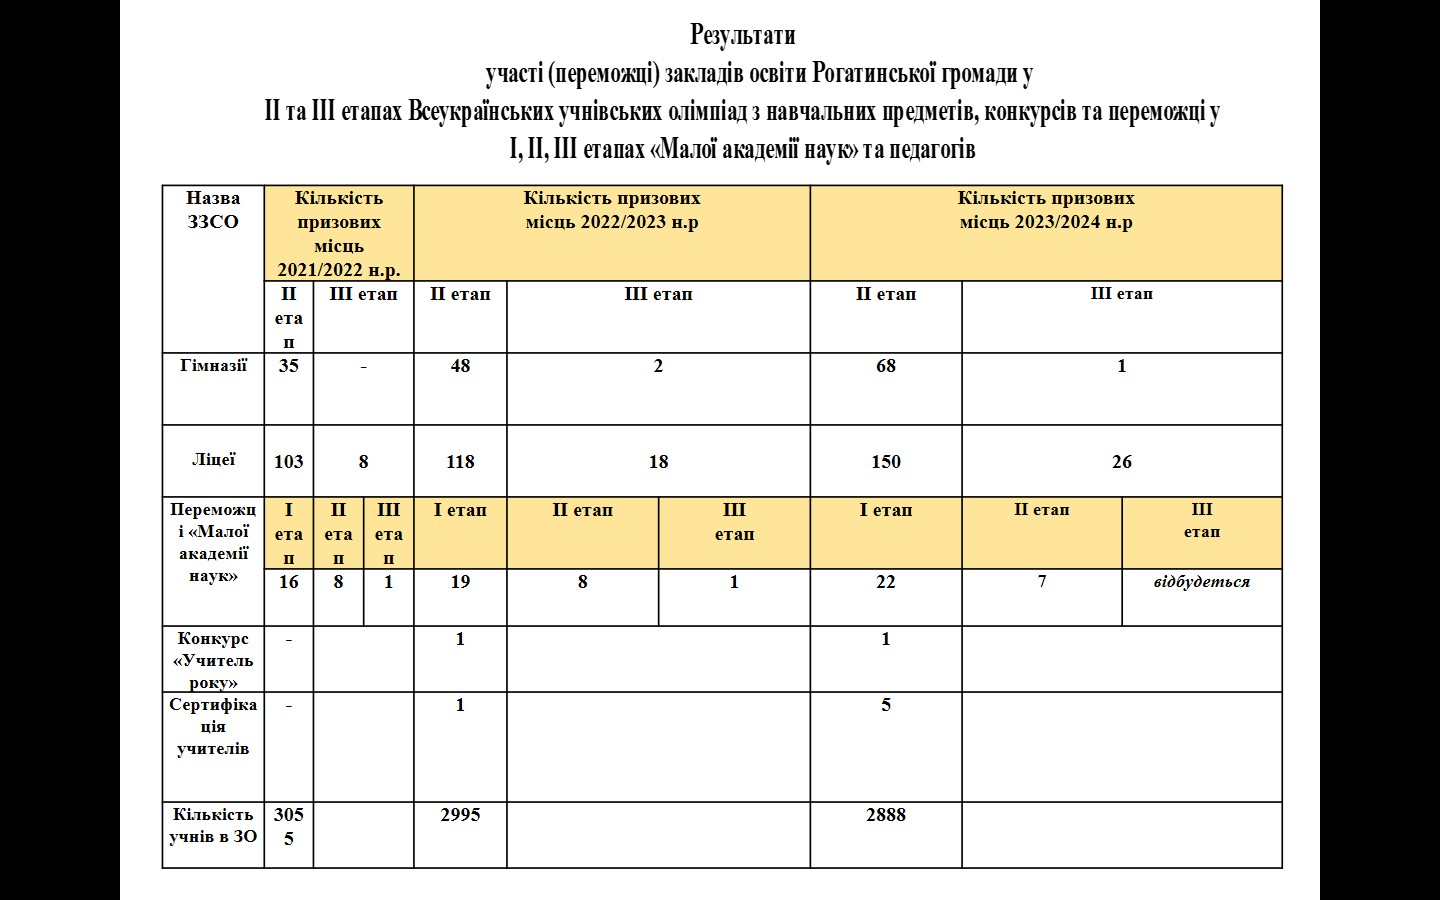 Результати
участі (переможці) закладів освіти Рогатинської громади у
ІІ та ІІІ етапах Всеукраїнських учнівських олімпіад з навчальних предметів, конкурсів та переможці у
І, ІІ, ІІІ етапах «Малої академії наук» та педагогів
Назва
ЗЗСО
Кількість
призових
місць
2021/2022 н.р.
Кількість призових
місць 2022/2023 н.р
Кількість призових
місць 2023/2024 н.р
ІІ
ета
п
ІІІ етап
ІІ етап
ІІІ етап
ІІ етап
ІІІ етап
Гімназії
35
-
48
2
68
1
Ліцеї
103
8
118
18
150
26
Переможц
і «Малої
академії
наук»
І
ета
п
ІІ
ета
п
ІІІ
ета
п
І етап
ІІ етап
ІІІ
етап
І етап
ІІ етап
ІІІ
етап
16
8
1
19
8
1
22
7
відбудеться
Конкурс
«Учитель
року»
-
1
1
Сертифіка
ція
учителів
-
1
5
Кількість
учнів в ЗО
305
5
2995
2888